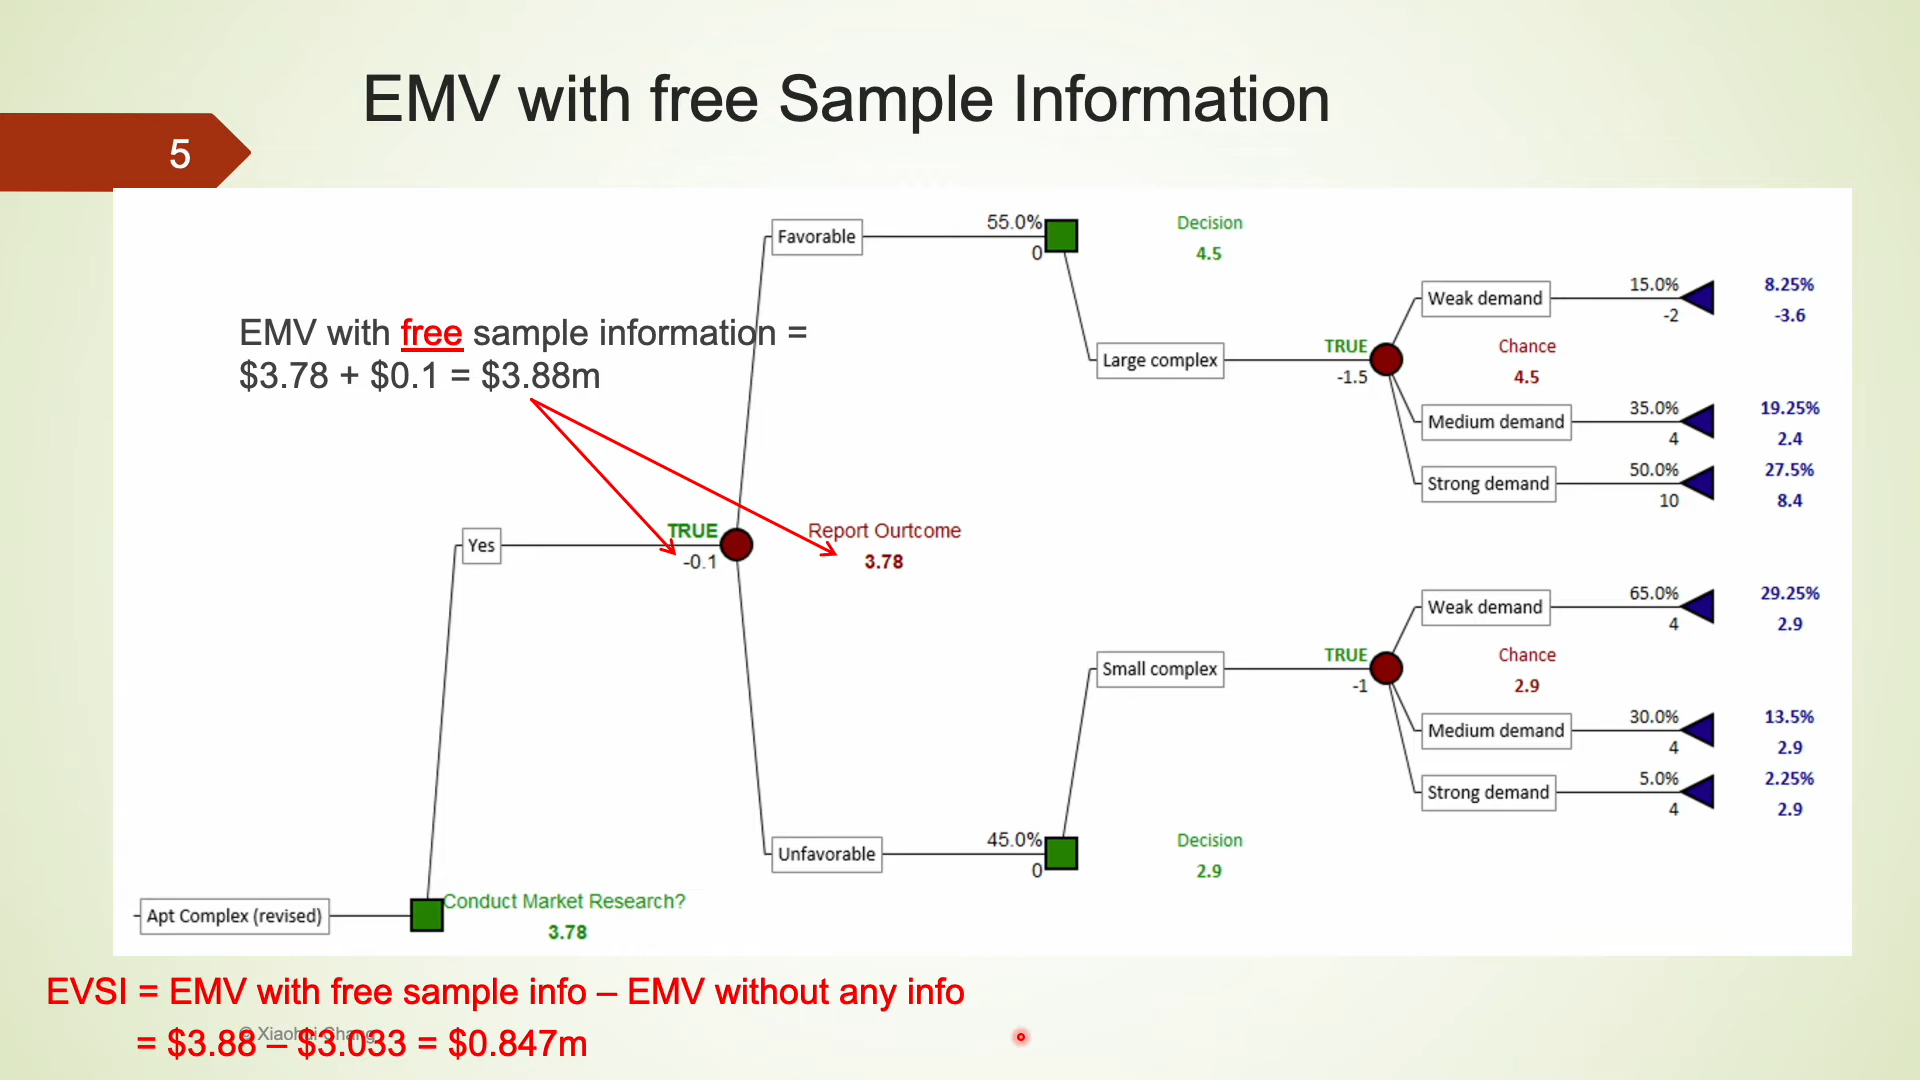 EMV with free Sample Information
5
Favorable
55.0%
0
Decision
4.5
Weak demand
15.0%
-2
8.25%
-3.6
EMV with free sample information =
$3.78 + $0.1 = $3.88m
Large complex
TRUE
-1.5
Chance
4.5
Medium demand
35.0%
4
19.25%
2.4
Strong demand
50.0%
10
27.5%
8.4
Yes
TRUE
-0.1
Report Ourtcome
3.78
Weak demand
65.0%
4
29.25%
2.9
Small complex
TRUE
-1
Chance
2.9
Medium demand
30.0%
4
13.5%
2.9
Strong demand
5.0%
4
2.25%
2.9
Unfavorable
45.0%
0
Decision
2.9
Apt Complex (revised)
Conduct Market Research?
3.78
EVSI = EMV with free sample info – EMV without any info
= $3.88 – $3.033 = $0.847m